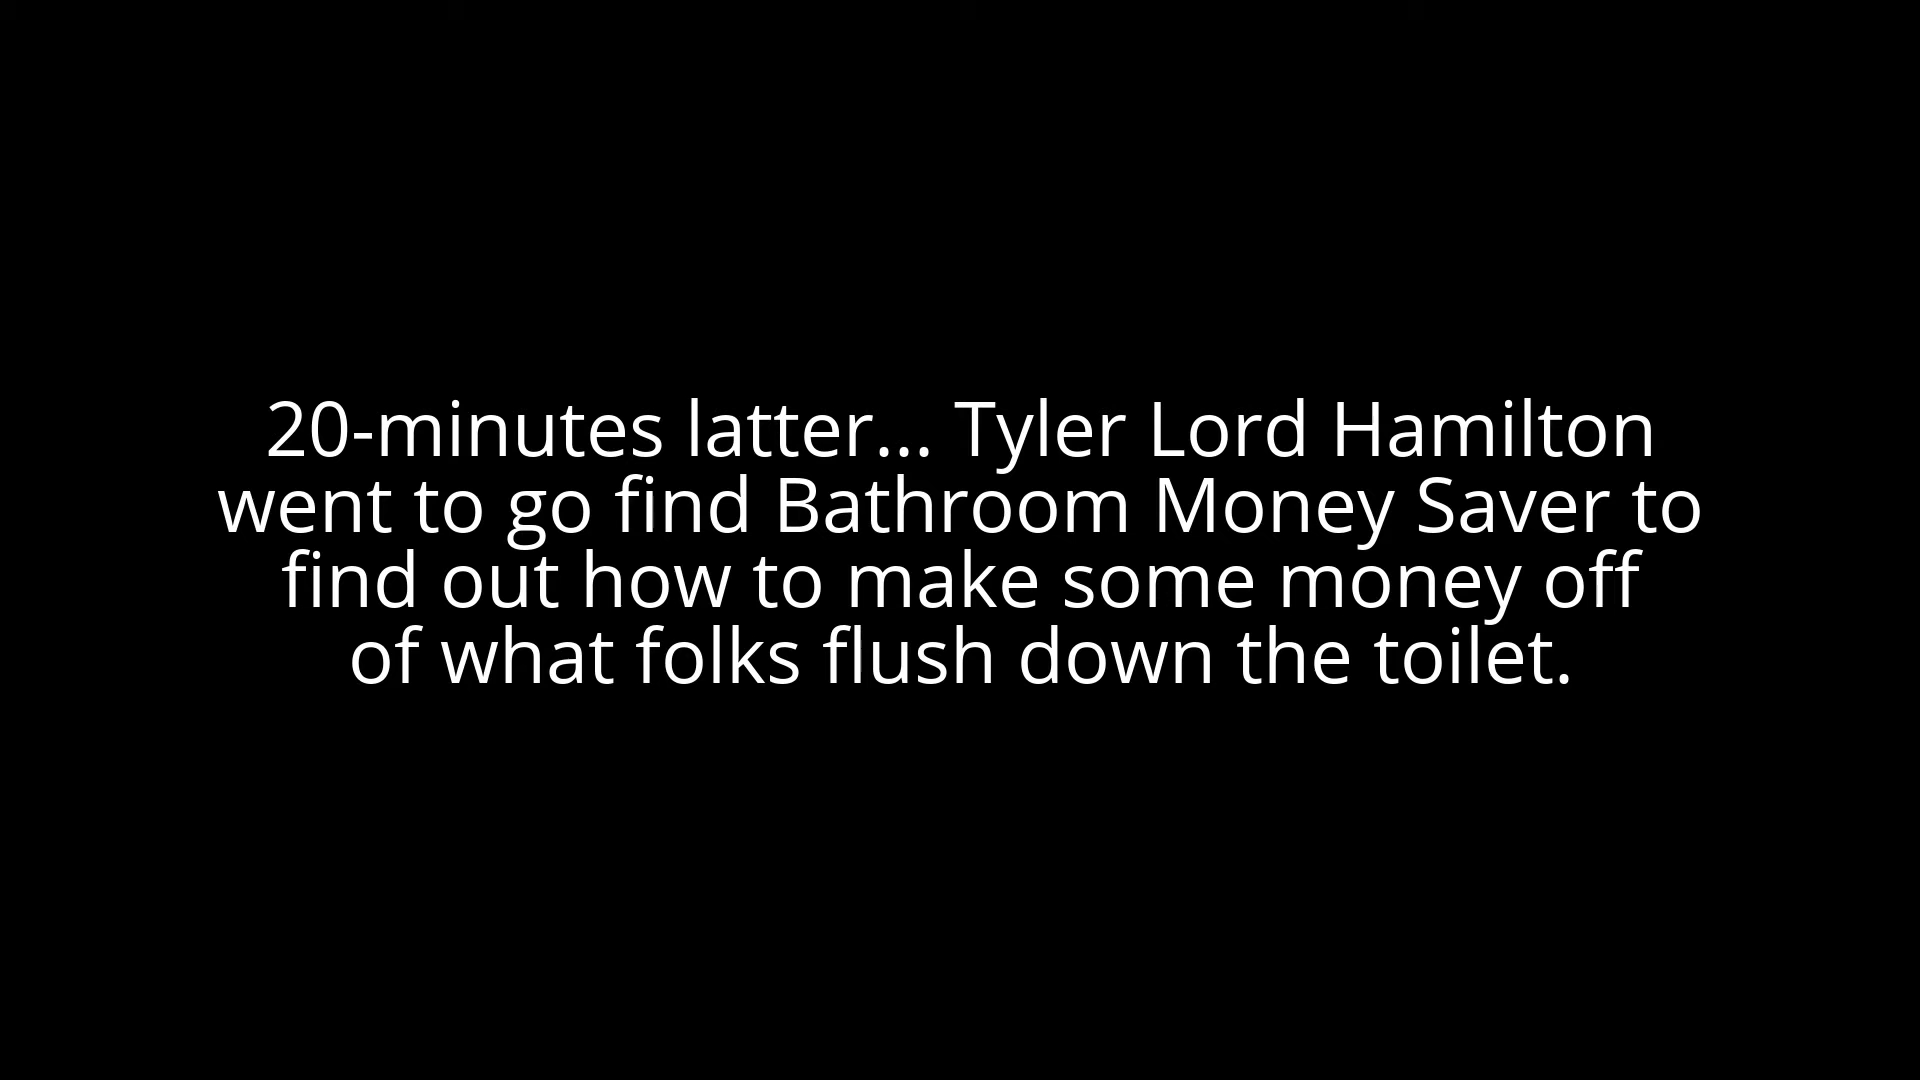 20-minutes latter... Tyler Lord Hamilton
went to go find Bathroom Money Saver to
find out how to make some money off
of what folks flush down the toilet.